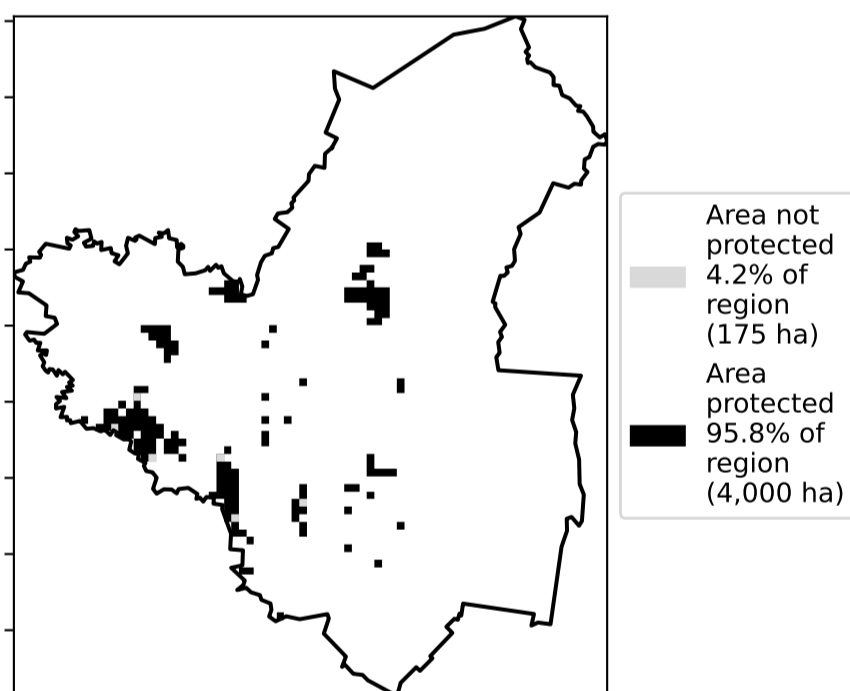 Area not
protected
4.2% of
region
(175 ha)
Area
protected
95.8% of
region
(4,000 ha)